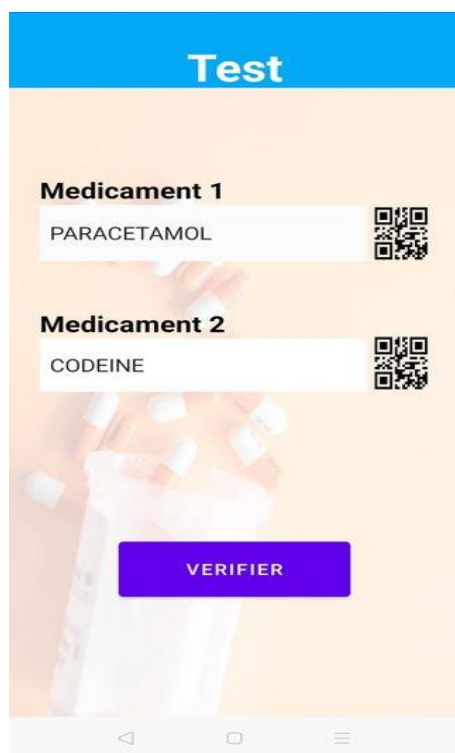 Test
Medicament 1
PARACETAMOL
Medicament 2
CODEINE
VERIFIER